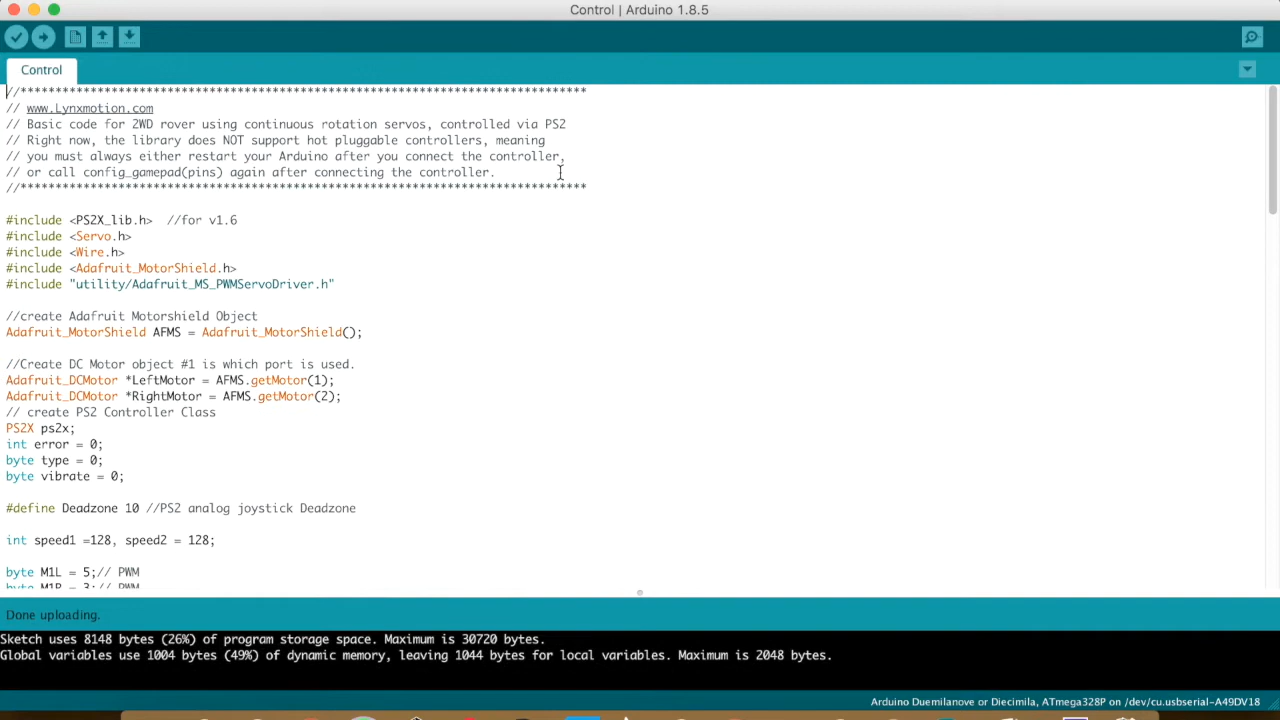 Control | Arduino 1.8.5
Control
//*********************************************************************************
// www.Lynxmotion.com
// Basic code for 2WD rover using continuous rotation servos, controlled via PS2
// Right now, the library does NOT support hot pluggable controllers, meaning
// you must always either restart your Arduino after you connect the controller,
// or call config_gamepad(pins) again after connecting the controller.
//*********************************************************************************
#include <PS2X_lib.h>  //for v1.6
#include <Servo.h>
#include <Wire.h>
#include <Adafruit_MotorShield.h>
#include "utility/Adafruit_MS_PWMServoDriver.h"
//create Adafruit Motorshield Object
Adafruit_MotorShield AFMS = Adafruit_MotorShield();
//Create DC Motor object #1 is which port is used.
Adafruit_DCMotor *LeftMotor = AFMS.getMotor(1);
Adafruit_DCMotor *RightMotor = AFMS.getMotor(2);
// create PS2 Controller Class
PS2X ps2x;
int error = 0;
byte type = 0;
byte vibrate = 0;
#define Deadzone 10 //PS2 analog joystick Deadzone
int speed1 =128, speed2 = 128;
byte M1L = 5;// PWM
byte M1R = 3;// PWM
Done uploading.
Sketch uses 8148 bytes (26%) of program storage space. Maximum is 30720 bytes.
Global variables use 1004 bytes (49%) of dynamic memory, leaving 1044 bytes for local variables. Maximum is 2048 bytes.
Arduino Duemilanove or Diecimila, ATmega328P on /dev/cu.usbserial-A49DV18